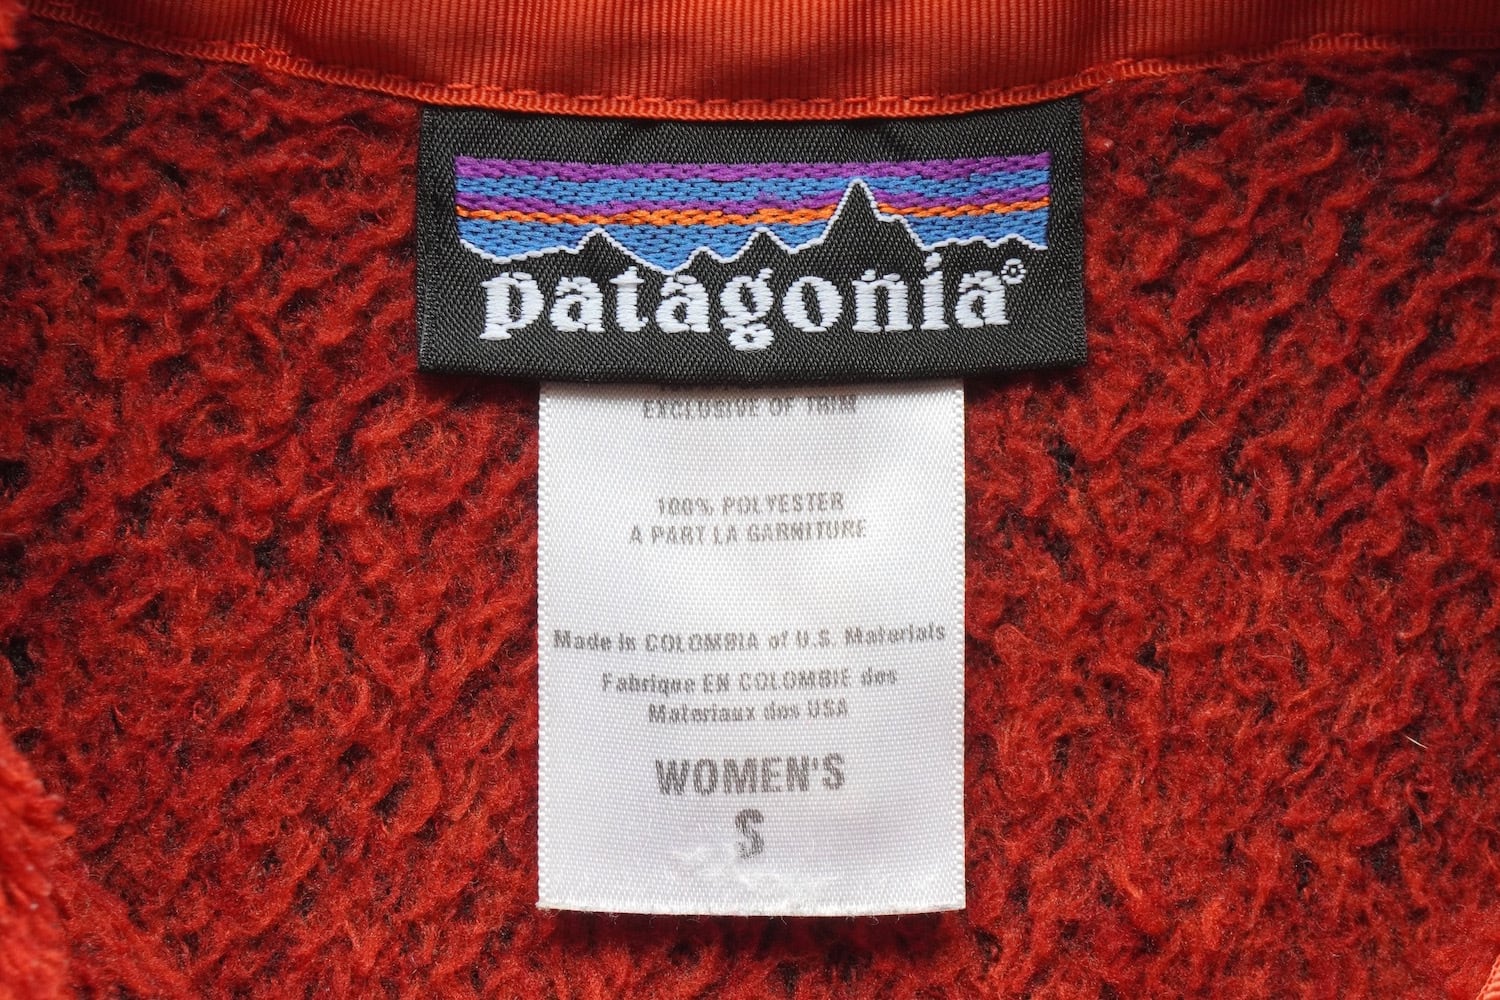 patagonia®
EXCLUSIVE OF TRIM
100% POLYESTER
A PART LA GARNITURE
Made in COLOMBIA of U.S. Materials
Fabrique EN COLOMBIE des
Materiaux des USA
WOMEN'S
S